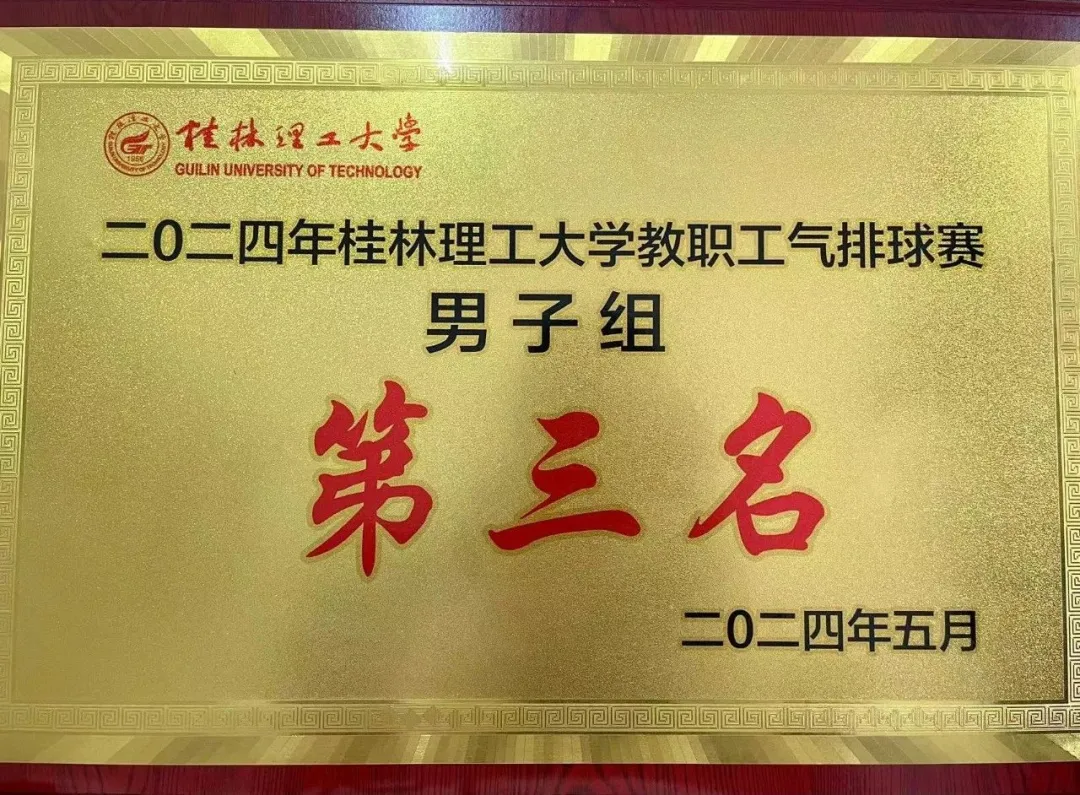 桂林理工大学
GUILIN UNIVERSITY OF TECHNOLOGY
二0二四年桂林理工大学教职工气排球赛
男子组
第三名
二0二四年五月